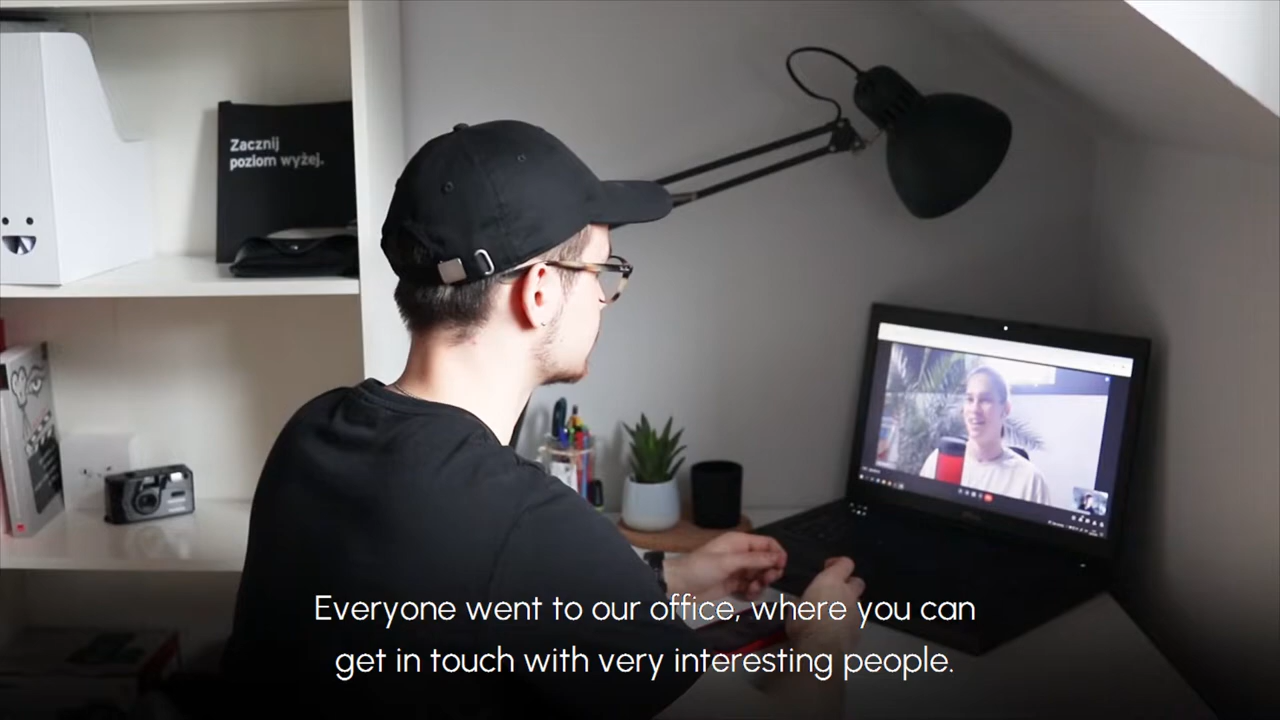 Zacznij
poziom wyżej.
Everyone went to our office, where you can
get in touch with very interesting people.